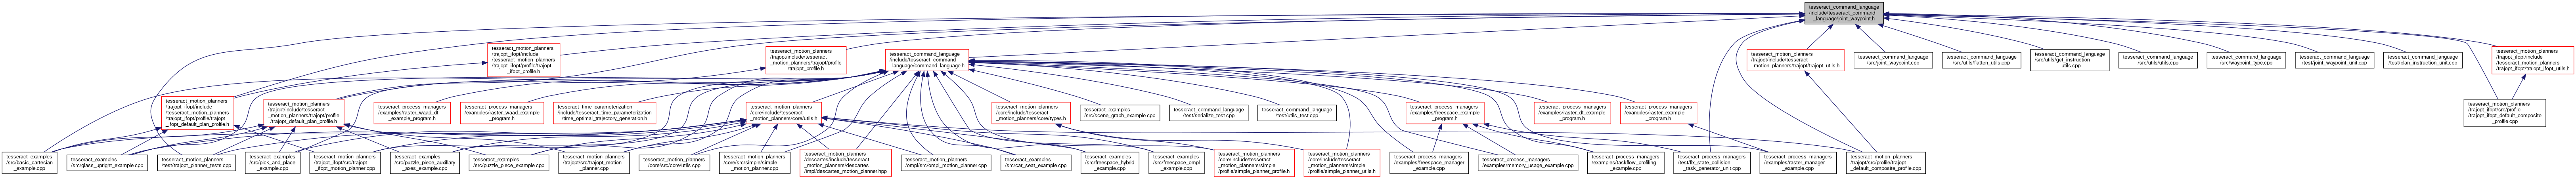 tesseract_command_language
/include/tesseract_command
_language/joint_waypoint.h
tesseract_motion_planners
/trajopt_ifopt/include
/tesseract_motion_planners
/trajopt_ifopt/profile/trajopt
_ifopt_profile.h
tesseract_motion_planners
/trajopt/include/tesseract
_motion_planners/trajopt/profile
/trajopt_profile.h
tesseract_command_language
/include/tesseract_command
_language/command_language.h
tesseract_motion_planners
/trajopt/include/tesseract
_motion_planners/trajopt/trajopt_utils.h
tesseract_command_language
/src/joint_waypoint.cpp
tesseract_command_language
/src/utils/flatten_utils.cpp
tesseract_command_language
/src/utils/get_instruction
_utils.cpp
tesseract_command_language
/src/utils/utils.cpp
tesseract_command_language
/src/waypoint_type.cpp
tesseract_command_language
/test/joint_waypoint_unit.cpp
tesseract_command_language
/test/plan_instruction_unit.cpp
tesseract_motion_planners
/trajopt_ifopt/include
/tesseract_motion_planners
/trajopt_ifopt/trajopt_ifopt_utils.h
tesseract_motion_planners
/trajopt_ifopt/include
/tesseract_motion_planners
/trajopt_ifopt/profile/trajopt
_ifopt_default_plan_profile.h
tesseract_motion_planners
/trajopt/include/tesseract
_motion_planners/trajopt/profile
/trajopt_default_plan_profile.h
tesseract_process_managers
/examples/raster_waad_dt
_example_program.h
tesseract_process_managers
/examples/raster_waad_example
_program.h
tesseract_time_parameterization
/include/tesseract_time_parameterization
/time_optimal_trajectory_generation.h
tesseract_motion_planners
/core/include/tesseract
_motion_planners/core/utils.h
tesseract_motion_planners
/core/include/tesseract
_motion_planners/core/types.h
tesseract_examples
/src/scene_graph_example.cpp
tesseract_command_language
/test/serialize_test.cpp
tesseract_command_language
/test/utils_test.cpp
tesseract_process_managers
/examples/freespace_example
_program.h
tesseract_process_managers
/examples/raster_dt_example
_program.h
tesseract_process_managers
/examples/raster_example
_program.h
tesseract_motion_planners
/trajopt_ifopt/src/profile
/trajopt_ifopt_default_composite
_profile.cpp
tesseract_examples
/src/basic_cartesian
_example.cpp
tesseract_examples
/src/glass_upright_example.cpp
tesseract_motion_planners
/test/trajopt_planner_tests.cpp
tesseract_examples
/src/pick_and_place
_example.cpp
tesseract_motion_planners
/trajopt_ifopt/src/trajopt
_ifopt_motion_planner.cpp
tesseract_examples
/src/puzzle_piece_auxillary
_axes_example.cpp
tesseract_examples
/src/puzzle_piece_example.cpp
tesseract_motion_planners
/trajopt/src/trajopt_motion
_planner.cpp
tesseract_motion_planners
/core/src/core/utils.cpp
tesseract_motion_planners
/core/src/simple/simple
_motion_planner.cpp
tesseract_motion_planners
/descartes/include/tesseract
_motion_planners/descartes
/impl/descartes_motion_planner.hpp
tesseract_motion_planners
/ompl/src/ompl_motion_planner.cpp
tesseract_examples
/src/car_seat_example.cpp
tesseract_examples
/src/freespace_hybrid
_example.cpp
tesseract_examples
/src/freespace_ompl
_example.cpp
tesseract_motion_planners
/core/include/tesseract
_motion_planners/simple
/profile/simple_planner_profile.h
tesseract_motion_planners
/core/include/tesseract
_motion_planners/simple
/profile/simple_planner_utils.h
tesseract_process_managers
/examples/freespace_manager
_example.cpp
tesseract_process_managers
/examples/memory_usage_example.cpp
tesseract_process_managers
/examples/taskflow_profiling
_example.cpp
tesseract_process_managers
/test/fix_state_collision
_task_generator_unit.cpp
tesseract_process_managers
/examples/raster_manager
_example.cpp
tesseract_motion_planners
/trajopt/src/profile/trajopt
_default_composite_profile.cpp